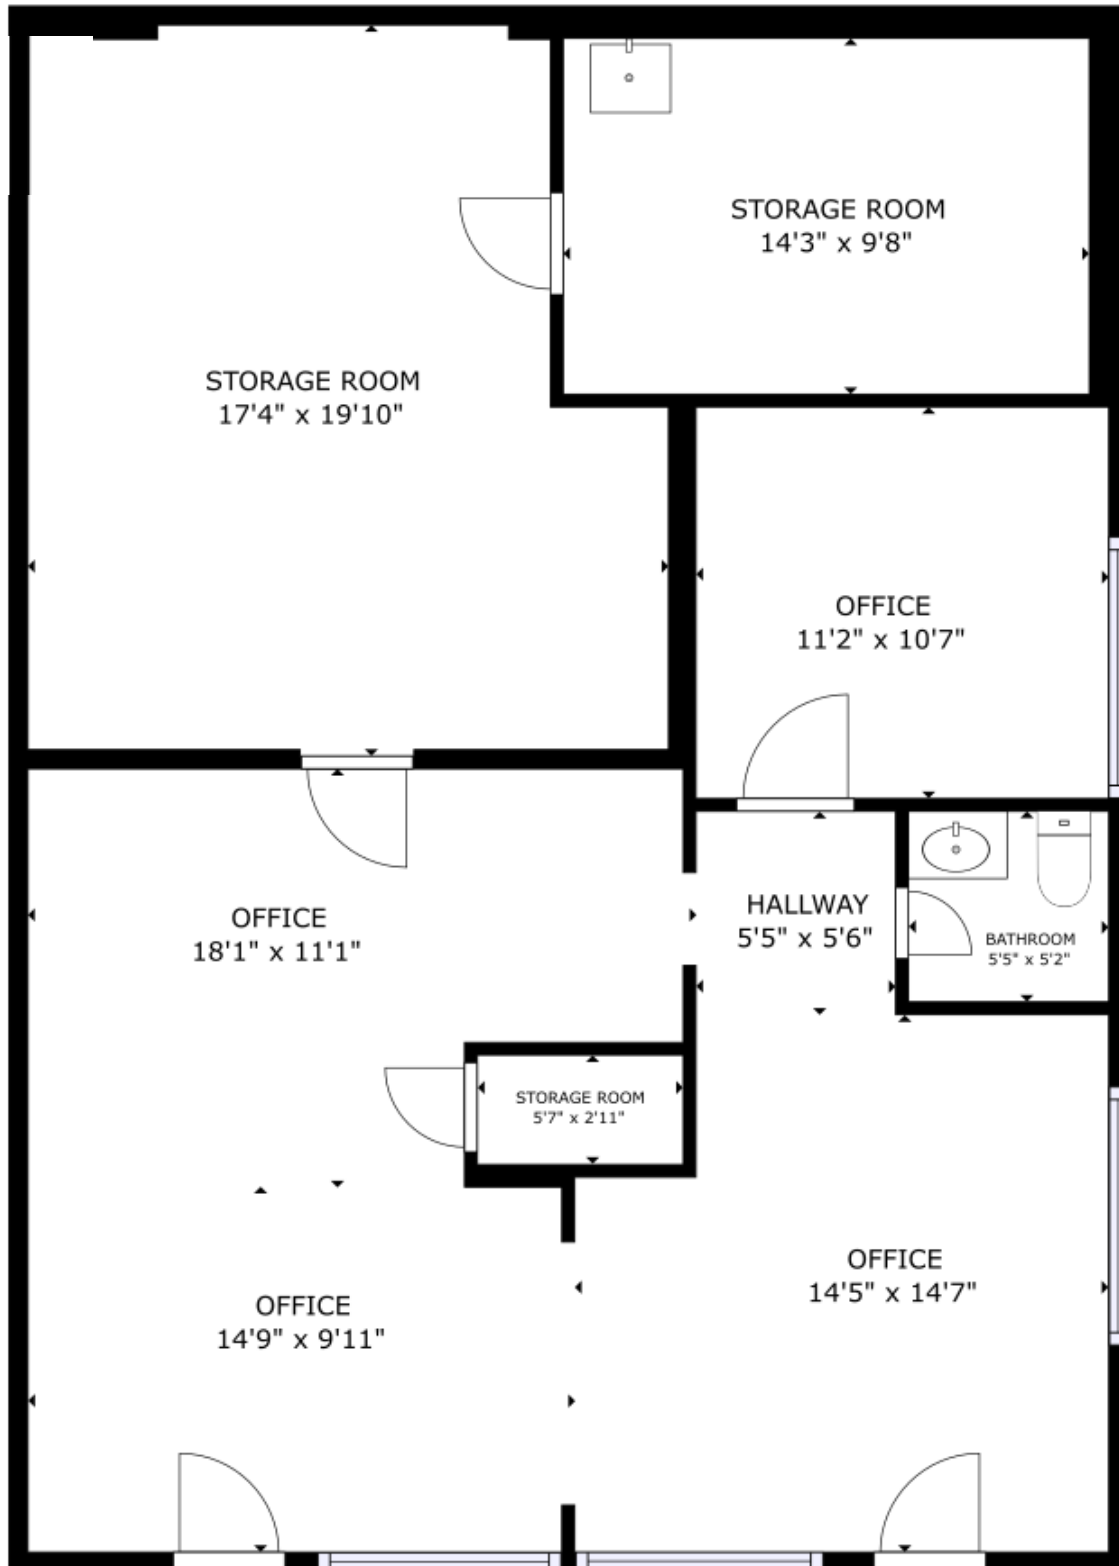 STORAGE ROOM
14'3" x 9'8"
STORAGE ROOM
17'4" x 19'10"
OFFICE
11'2" x 10'7"
OFFICE
18'1" x 11'1"
HALLWAY
5'5" x 5'6"
BATHROOM
5'5" x 5'2"
STORAGE ROOM
5'7" x 2'11"
OFFICE
14'5" x 14'7"
OFFICE
14'9" x 9'11"